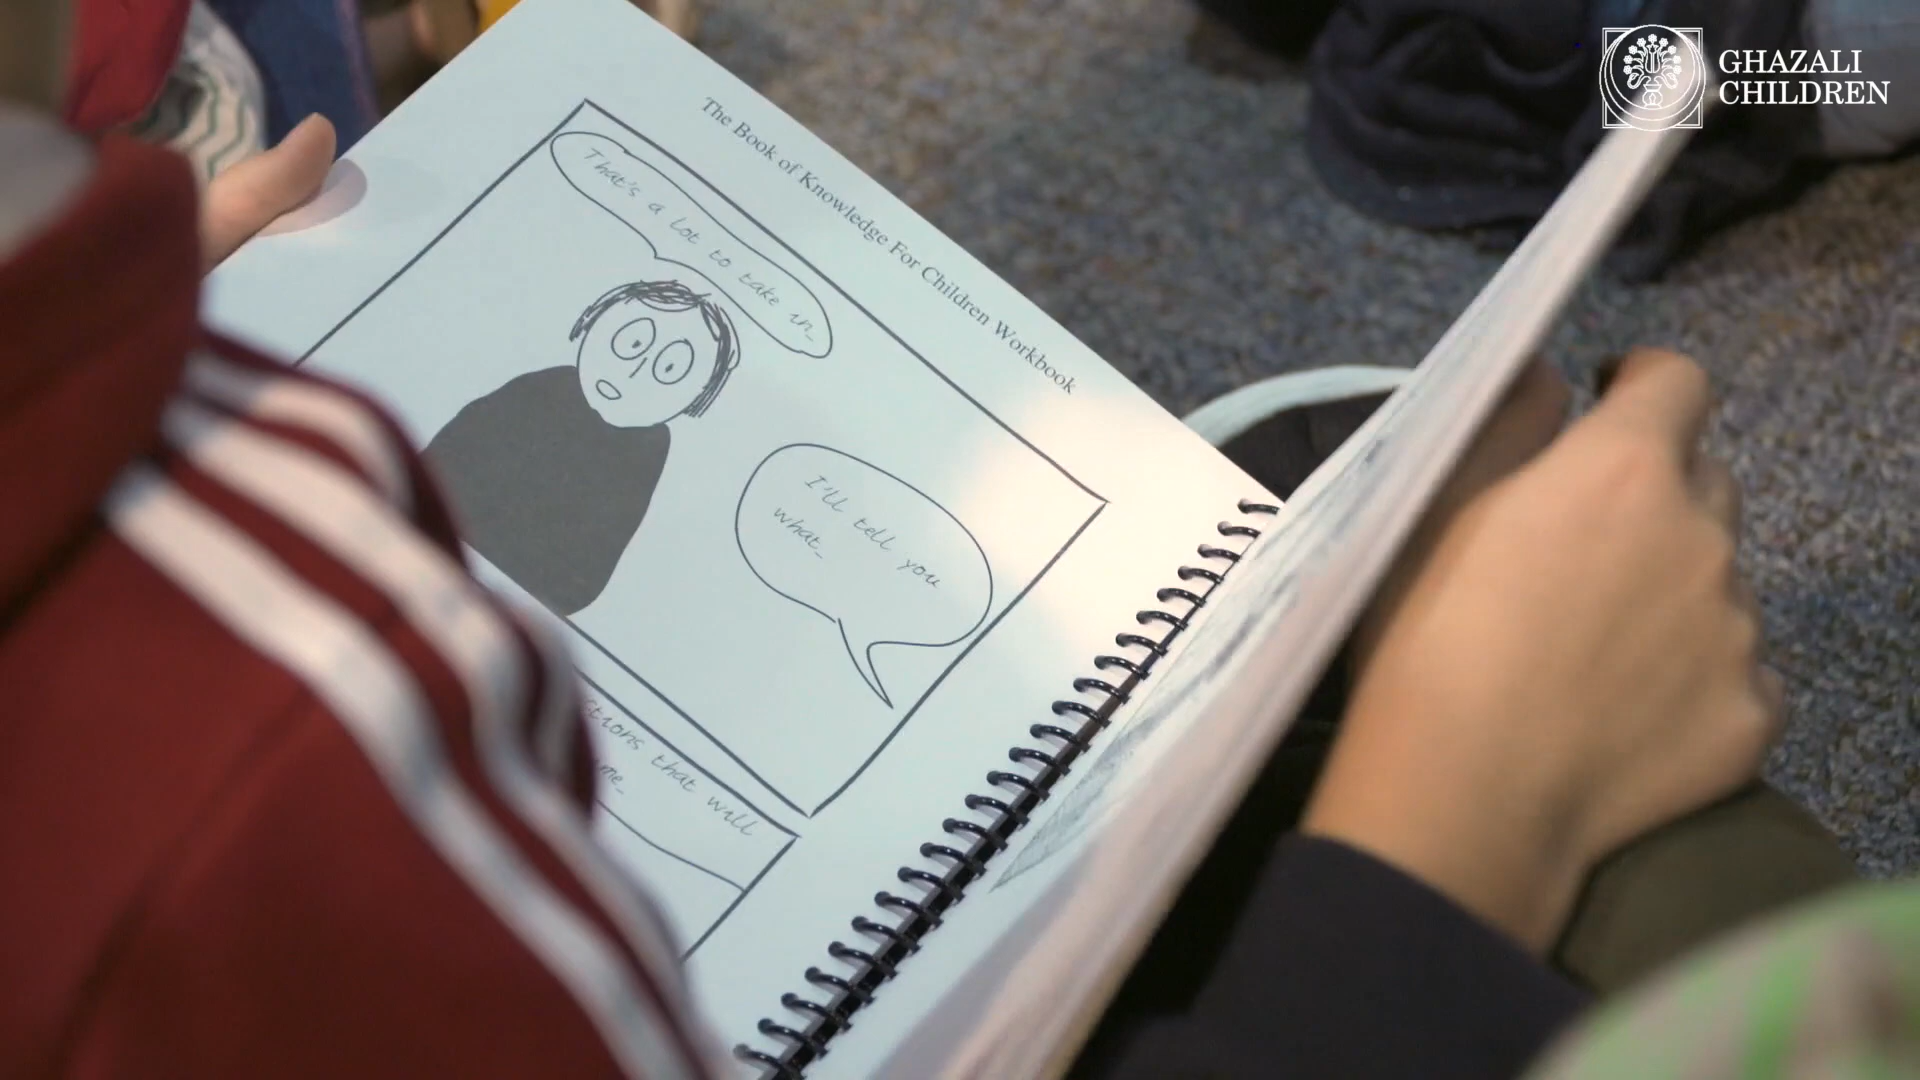 GHAZALI
CHILDREN
The Book of Knowledge For Children Workbook
That's a lot to take in_
I'll tell you
what_
that will
me_